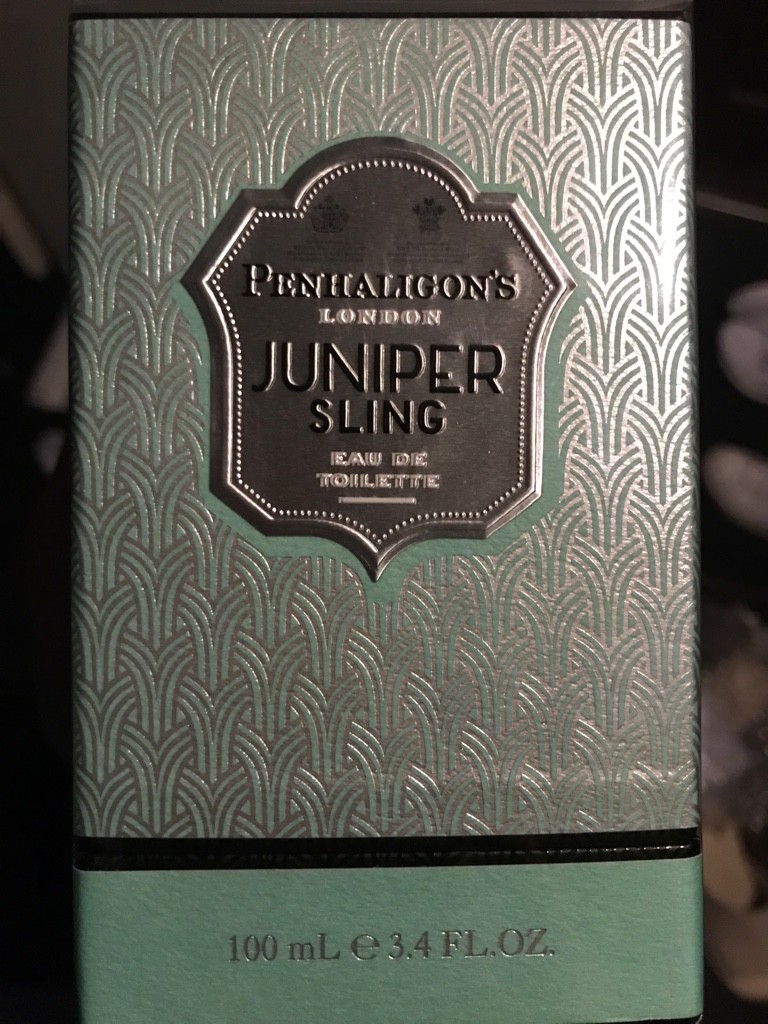 PENHALIGON'S
LONDON
JUNIPER
SLING
EAU DE
TOILETTE
100 mL ℮ 3.4 FL.OZ.